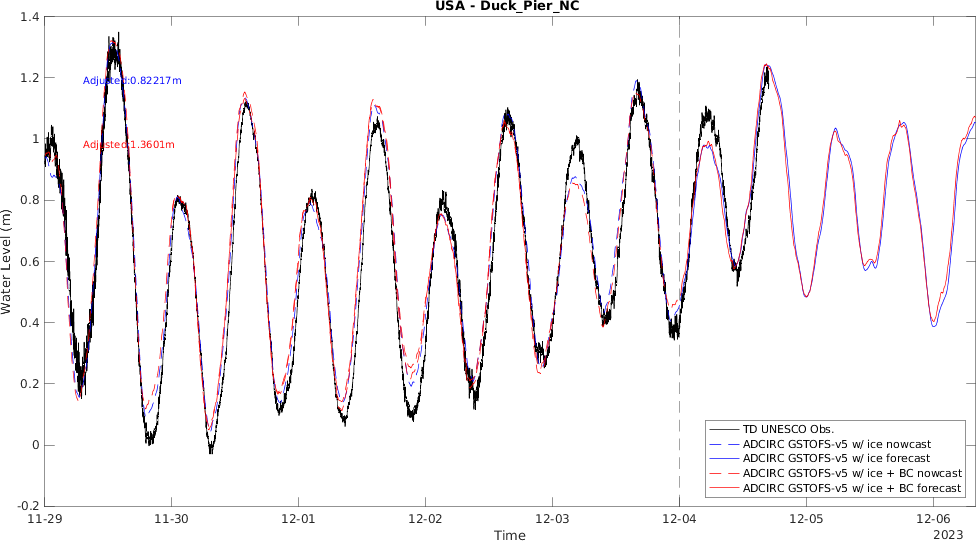 USA - Duck_Pier_NC
1.4
1.2
1
0.8
0.6
0.4
0.2
0
-0.2
Water Level (m)
Adjusted:0.82217m
Adjusted:1.3601m
TD UNESCO Obs.
ADCIRC GSTOFS-v5 w/ ice nowcast
ADCIRC GSTOFS-v5 w/ ice forecast
ADCIRC GSTOFS-v5 w/ ice + BC nowcast
ADCIRC GSTOFS-v5 w/ ice + BC forecast
11-29 11-30 12-01 12-02 12-03 12-04 12-05 12-06
Time
2023